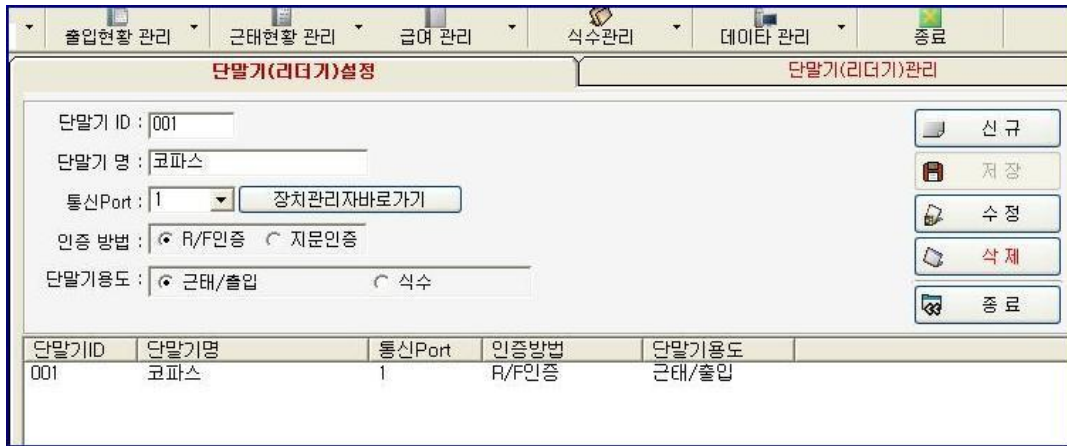 출입현황 관리 근태현황 관리 급여 관리 식수관리 데이타 관리 종료
단말기(리더기)설정 단말기(리더기)관리
단말기 ID : 001
신 규
단말기 명 : 코파스
저 장
통신Port : 1 장치관리자바로가기
수 정
인증 방법 : R/F인증 지문인증
삭 제
단말기용도 : 근태/출입 식수
종 료
단말기ID 단말기명 통신Port 인증방법 단말기용도
001 코파스 1 R/F인증 근태/출입